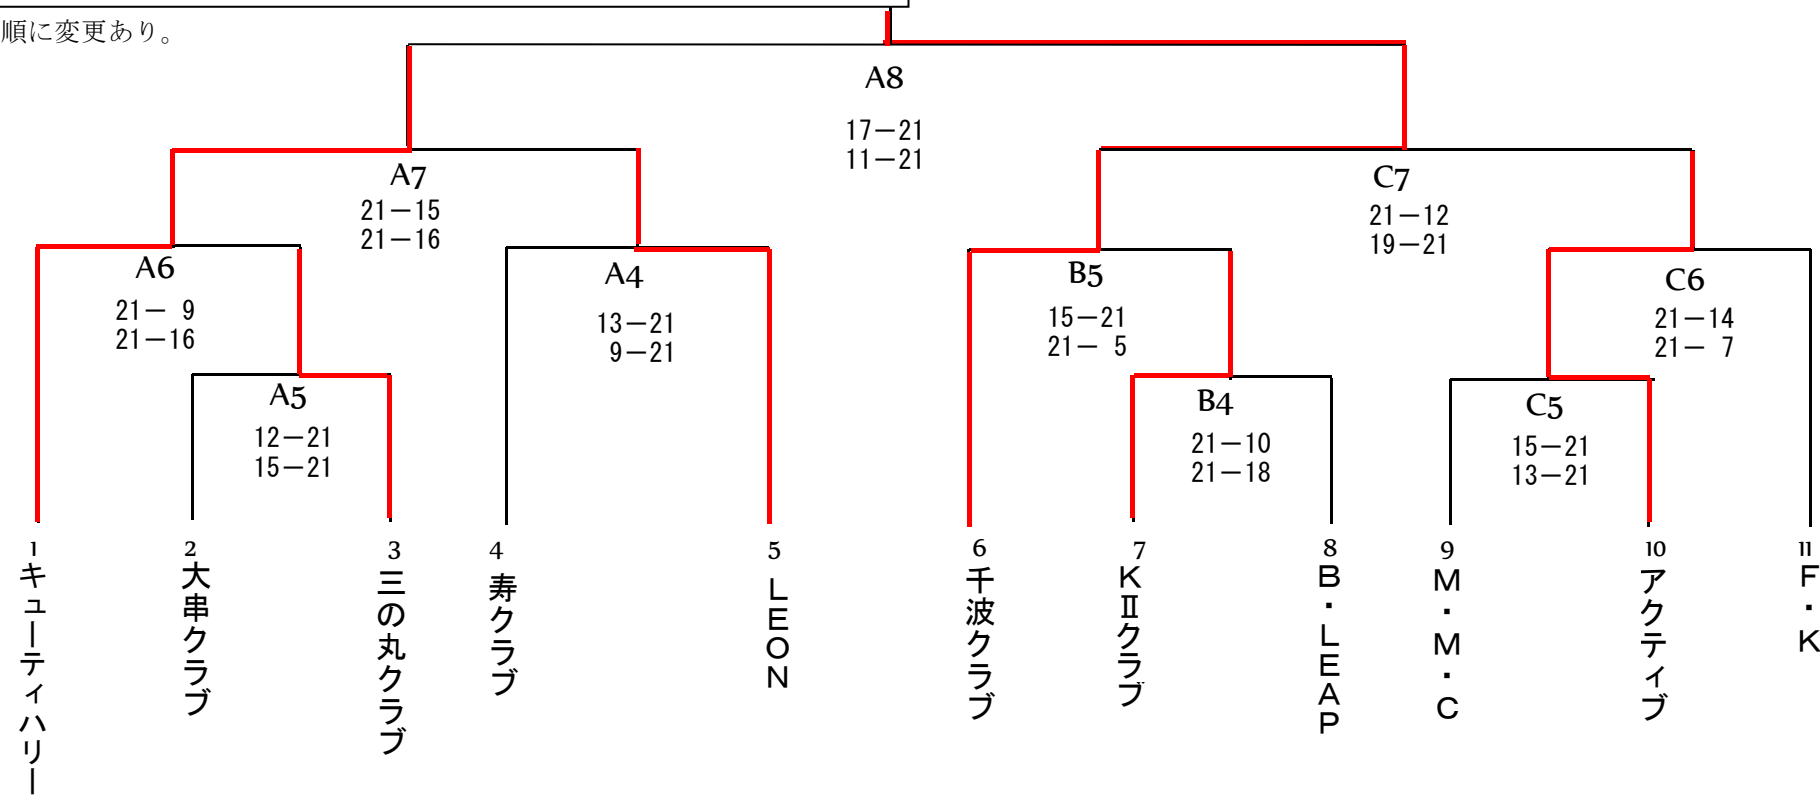 順に変更あり。
A8
17－21
11－21
A7
21－15
21－16
C7
21－12
19－21
A6
21－ 9
21－16
A4
13－21
9－21
B5
15－21
21－ 5
C6
21－14
21－ 7
A5
12－21
15－21
B4
21－10
21－18
C5
15－21
13－21
1
キューティハリー
2
大串クラブ
3
三の丸クラブ
4
寿クラブ
5
LEON
6
千波クラブ
7
KⅡクラブ
8
B・LEAP
9
M・M・C
10
アクティブ
11
F・K